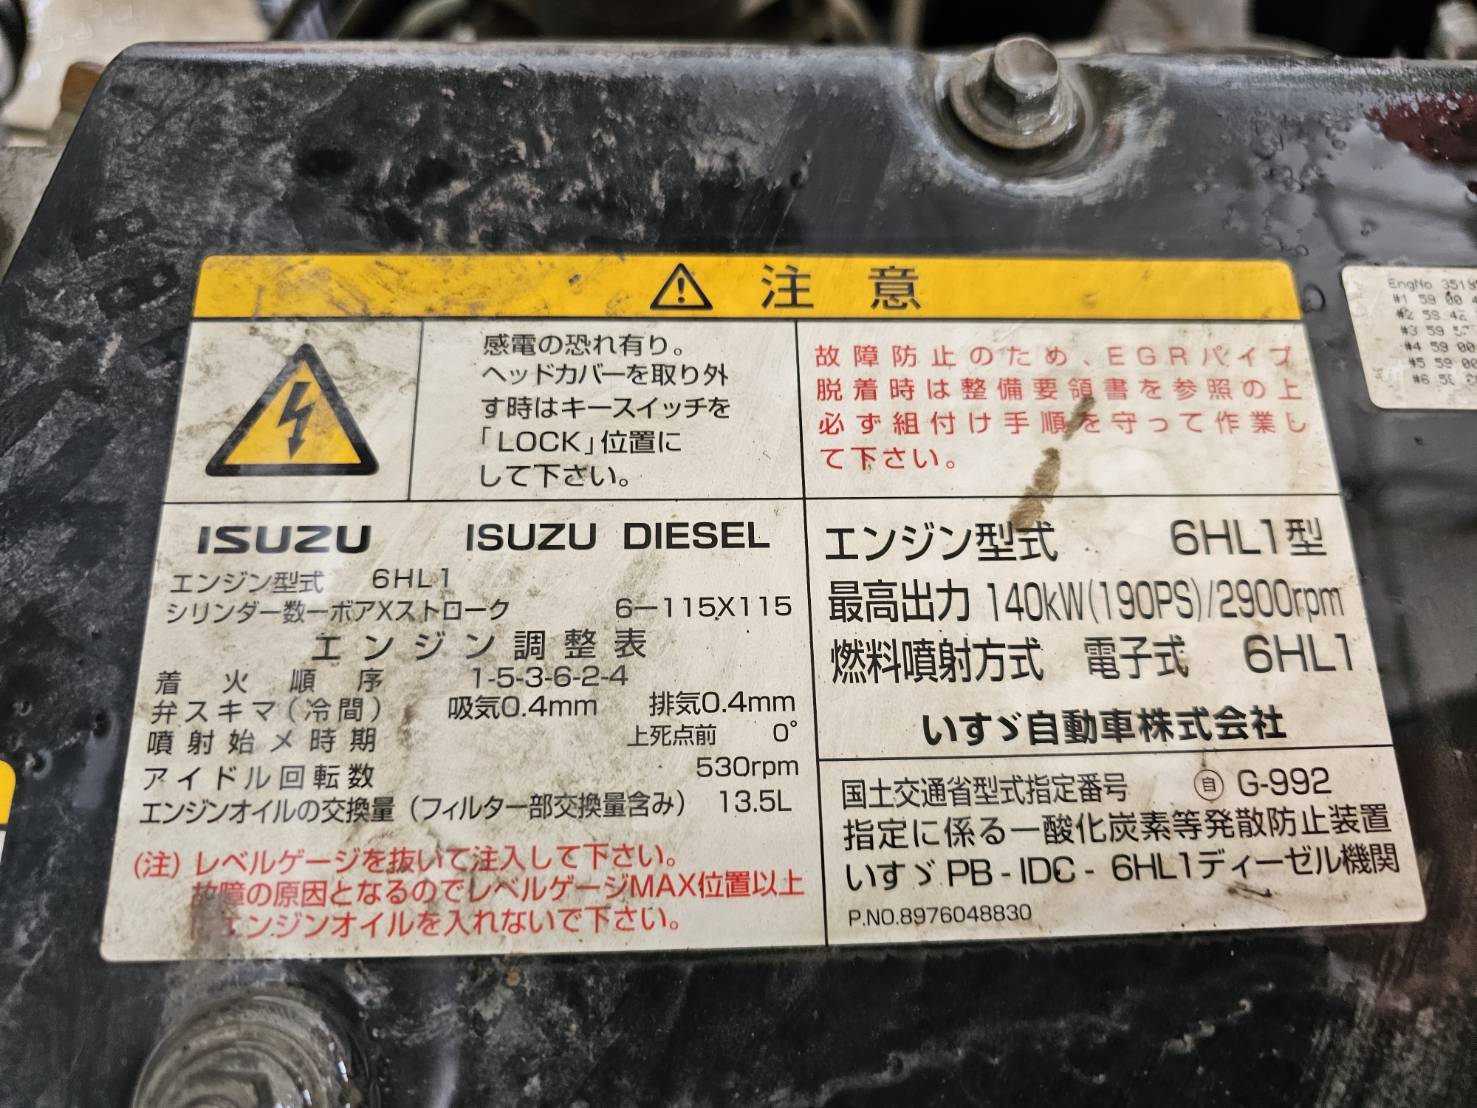 注意
感電の恐れ有り。
ヘッドカバーを取り外
す時はキースイッチを
「LOCK」位置に
して下さい。
故障防止のため、EGRパイプ
脱着時は整備要領書を参照の上
必ず組付け手順を守って作業し
て下さい。
ISUZU ISUZU DIESEL
エンジン型式 6HL1
シリンダー数ーボアXストローク 6ー115X115
エンジン調整表
着火順序 1-5-3-6-2-4
弁スキマ(冷間) 吸気0.4mm 排気0.4mm
噴射始メ時期 上死点前 0°
アイドル回転数 530rpm
エンジンオイルの交換量(フィルター部交換量含み) 13.5L
(注) レベルゲージを抜いて注入して下さい。
故障の原因となるのでレベルゲージMAX位置以上
にエンジンオイルを入れないで下さい。
エンジン型式 6HL1型
最高出力 140kW(190PS)/2900rpm
燃料噴射方式 電子式 6HL1
いすゞ自動車株式会社
国土交通省型式指定番号 自 G-992
指定に係る一酸化炭素等発散防止装置
いすゞPB-IDC-6HL1ディーゼル機関
P.NO.8976048830
EngNo
#1 59 00
#2 59 42
#3 59
#4 59 00
#5 59 00
#6